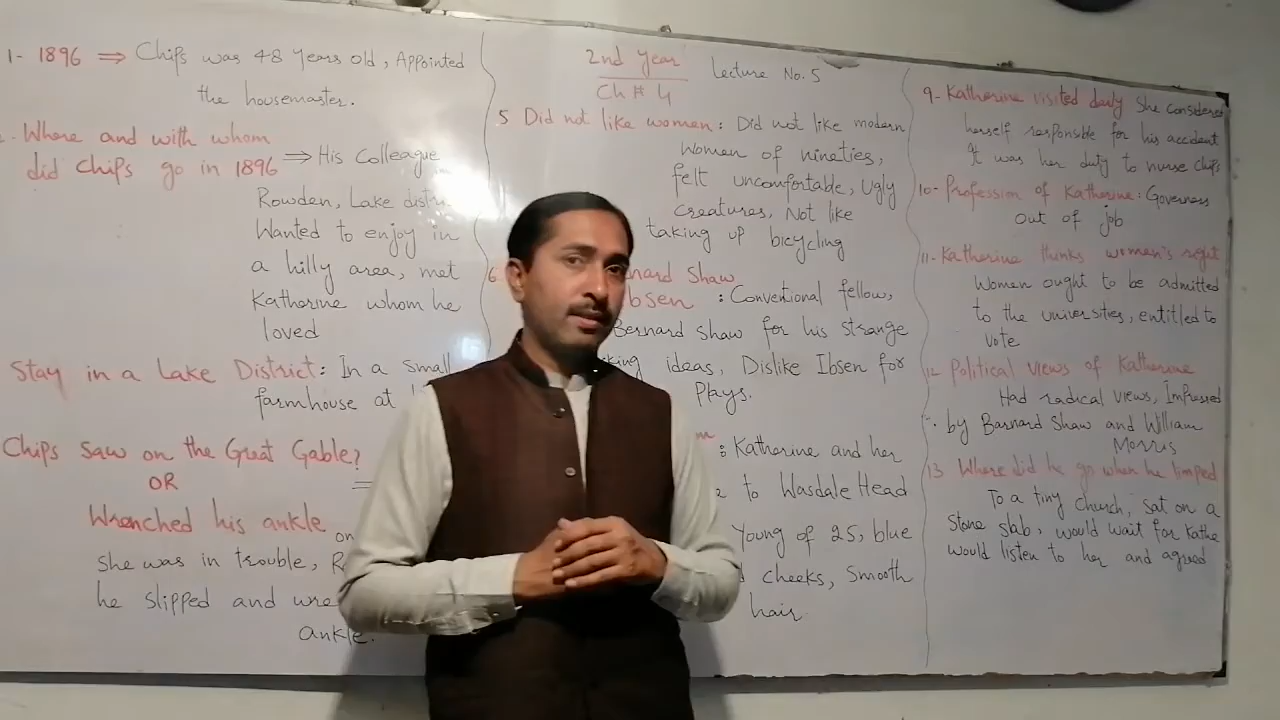 1- 1896 ⇒ Chips was 48 Years old, Appointed
the housemaster.
Where and with whom
did Chips go in 1896 ⇒ His Colleague
Rowden, Lake distr
Wanted to enjoy in
a hilly area, met
Katherine whom he
loved
Stay in a Lake District: In a small
farmhouse at
Chips Saw on the Great Gable?
OR
Wrenched his ankle on
she was in trouble, R
he slipped and wre
ankle.
2nd Year Lecture No. 5
Ch # 4
5 Did not like women: Did not like modern
Women of nineties,
felt uncomfortable, Ugly
creatures, Not like
taking up bicycling
6 nard Shaw
bsen : Conventional fellow,
Bernard Shaw for his strange
king ideas, Dislike Ibsen for
Plays.
: Katherine and her
to Wasdale Head
Young of 25, blue
cheeks, Smooth
hair.
9- Katherine visited daily She considered
herself responsible for his accident
It was her duty to nurse chips
10- Profession of Katherine: Governess
out of job
11- Katherine thinks women's right
Women ought to be admitted
to the universities, entitled to
vote
12 Political views of Katherine
Had radical views, Impressed
by Barnard Shaw and William
Morris
13 Where did he go when he limped
To a tiny church, sat on a
Stone slab, would wait for Kathe
would listen to her and agreed